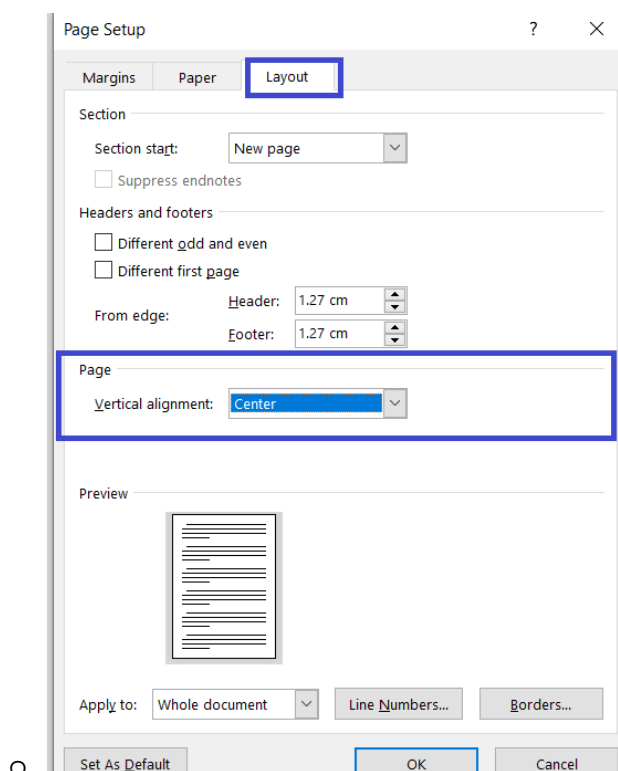 Page Setup ? ×
Margins Paper Layout
Section
Section start: New page
Suppress endnotes
Headers and footers
Different odd and even
Different first page
From edge: Header: 1.27 cm
Footer: 1.27 cm
Page
Vertical alignment: Center
Preview
Apply to: Whole document Line Numbers... Borders...
Set As Default OK Cancel